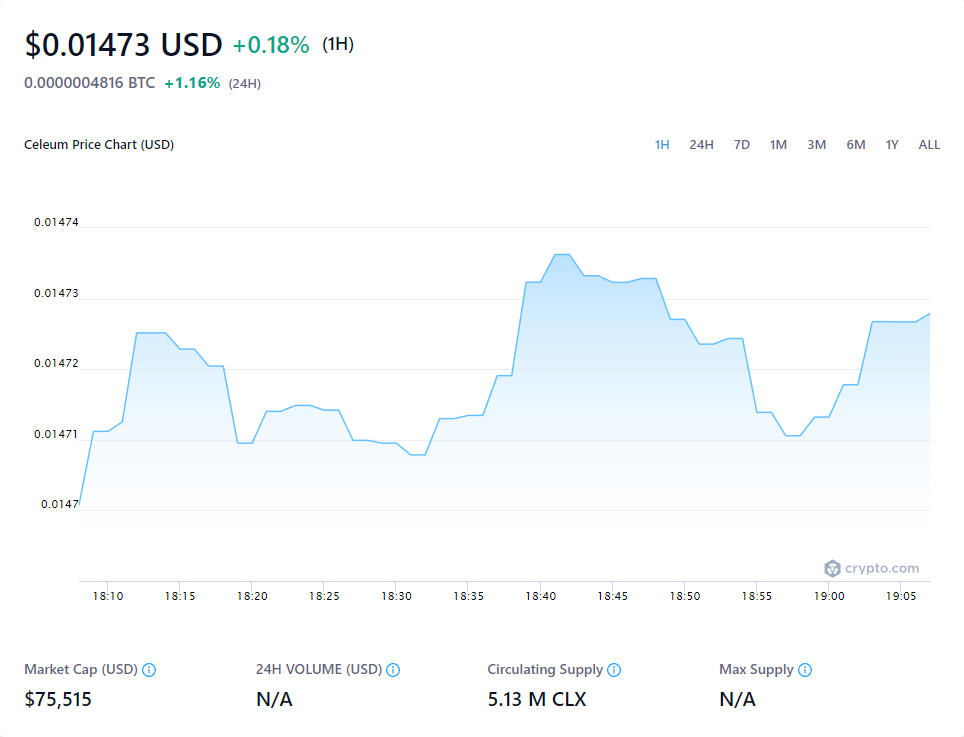 $0.01473 USD +0.18% (1H)
0.0000004816 BTC +1.16% (24H)
Celeum Price Chart (USD) 1H 24H 7D 1M 3M 6M 1Y ALL
0.01474
0.01473
0.01472
0.01471
0.0147
crypto.com
18:10 18:15 18:20 18:25 18:30 18:35 18:40 18:45 18:50 18:55 19:00 19:05
Market Cap (USD) 24H VOLUME (USD) Circulating Supply Max Supply
$75,515 N/A 5.13 M CLX N/A